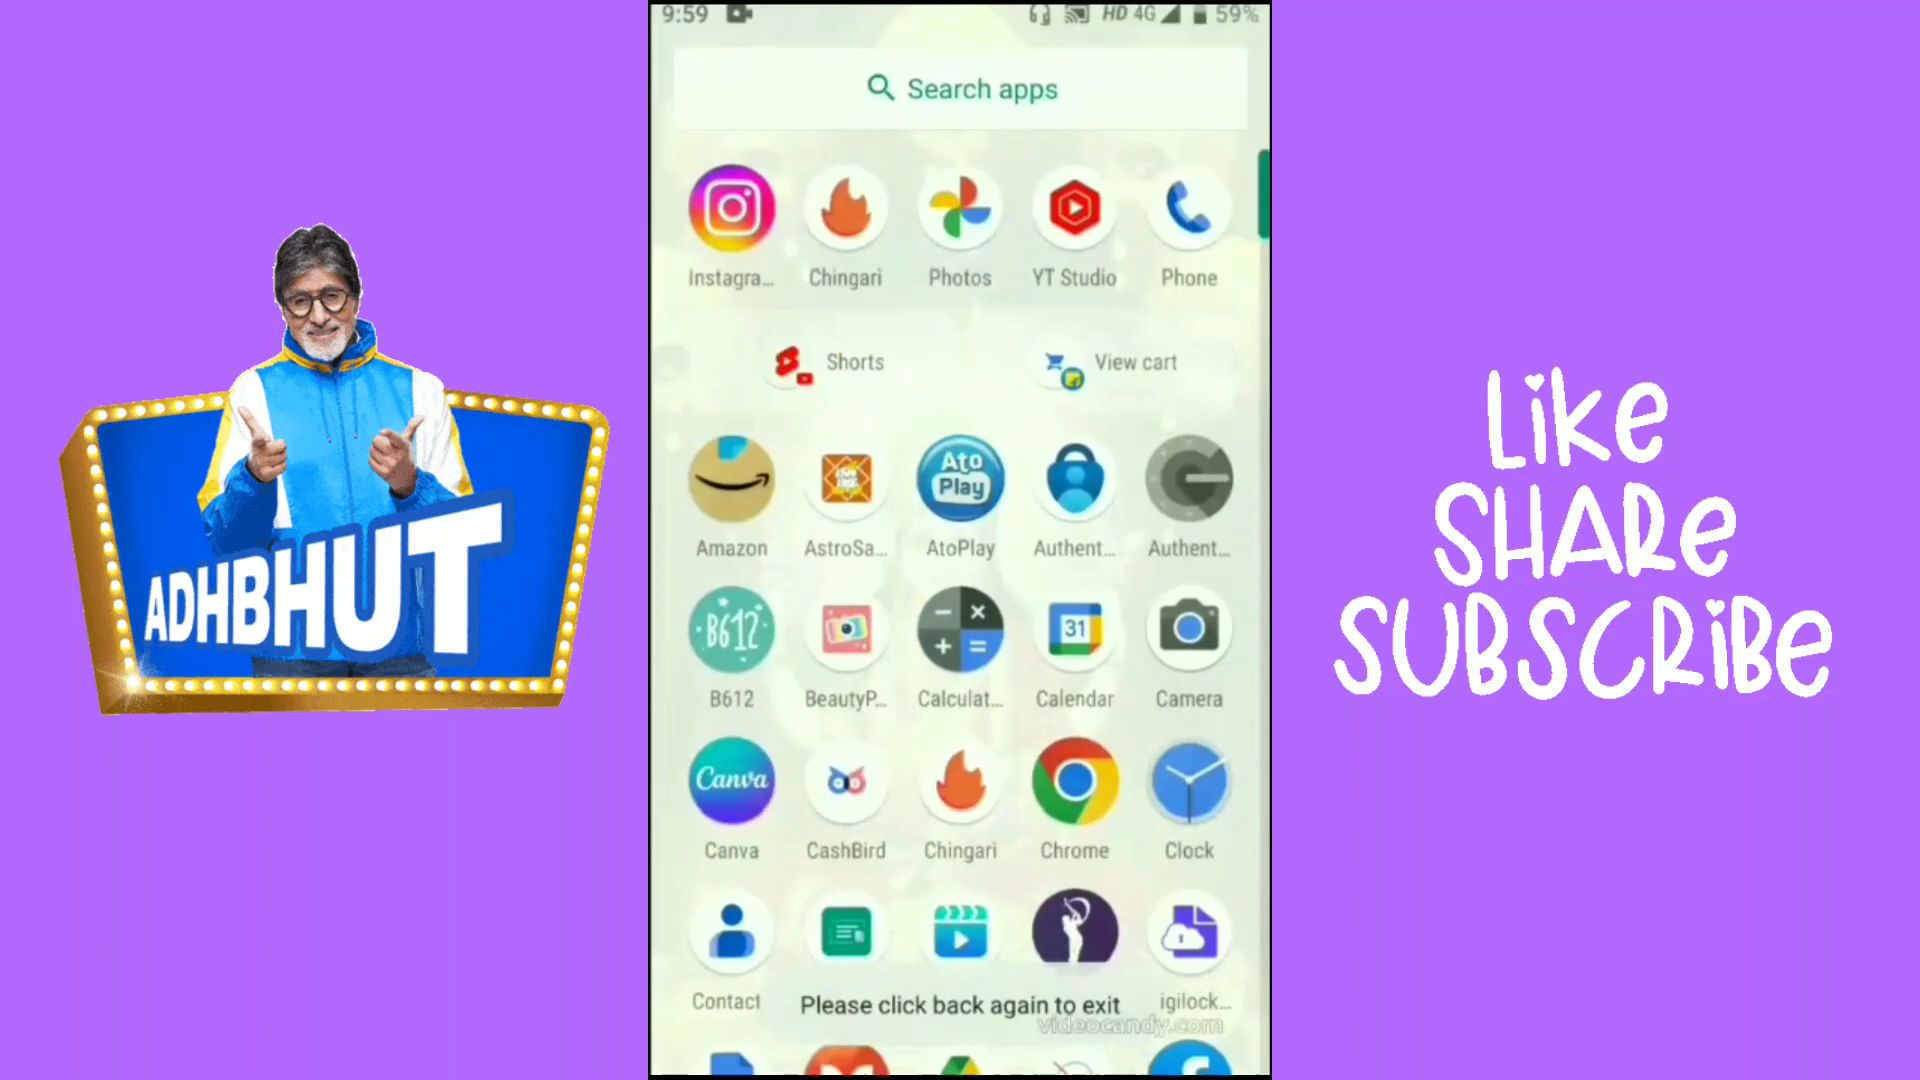 9:59 HD 4G 59%
Search apps
Instagra... Chingari Photos YT Studio Phone
Shorts View cart
Ato
Play
Amazon AstroSa... AtoPlay Authent... Authent...
B612 31
B612 BeautyP... Calculat... Calendar Camera
Canva
Canva CashBird Chingari Chrome Clock
Contact Please click back again to exit igilock...
videocandy.com
ADHBHUT
LiKe
SHARe
SUBSCRiBe